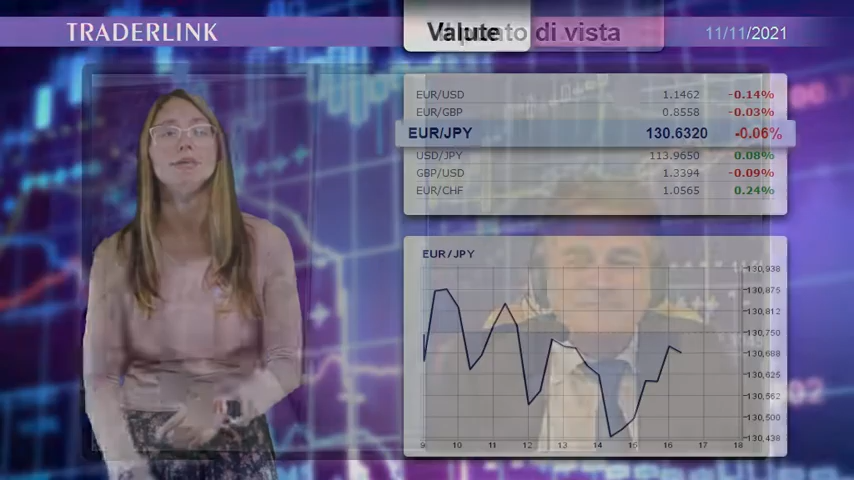 TRADERLINK
Valute
di vista
11/11/2021
EUR/USD 1.1462 -0.14%
EUR/GBP 0.8558 -0.03%
EUR/JPY 130.6320 -0.06%
USD/JPY 113.9650 0.08%
GBP/USD 1.3394 -0.09%
EUR/CHF 1.0565 0.24%
EUR/JPY
130,938
130,875
130,812
130,750
130,688
130,625
130,562
130,500
130,438
9 10 11 12 13 14 15 16 17 18